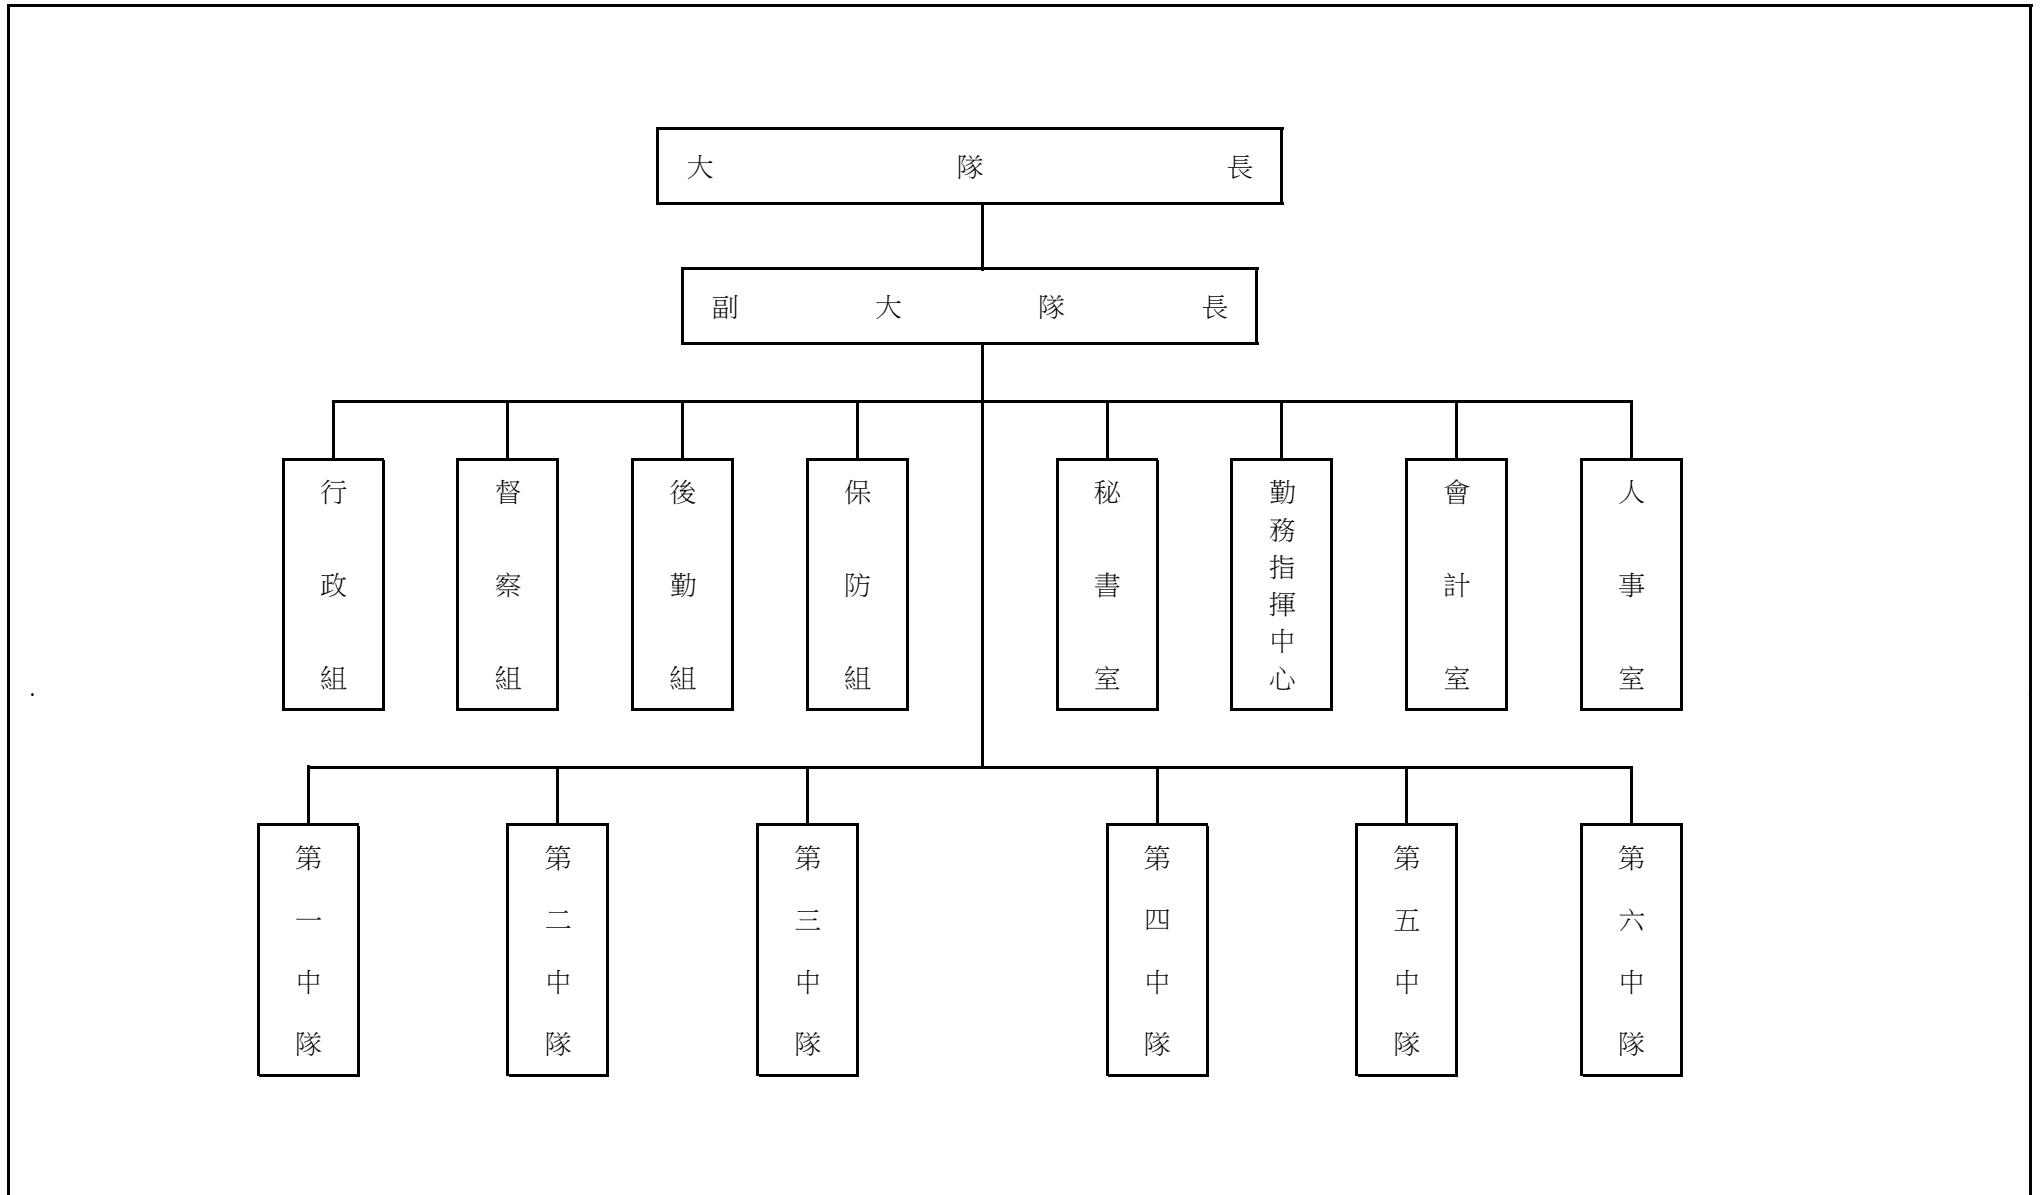 大隊長
副大隊長
行政組
督察組
後勤組
保防組
秘書室
勤務指揮中心
會計室
人事室
第一中隊
第二中隊
第三中隊
第四中隊
第五中隊
第六中隊